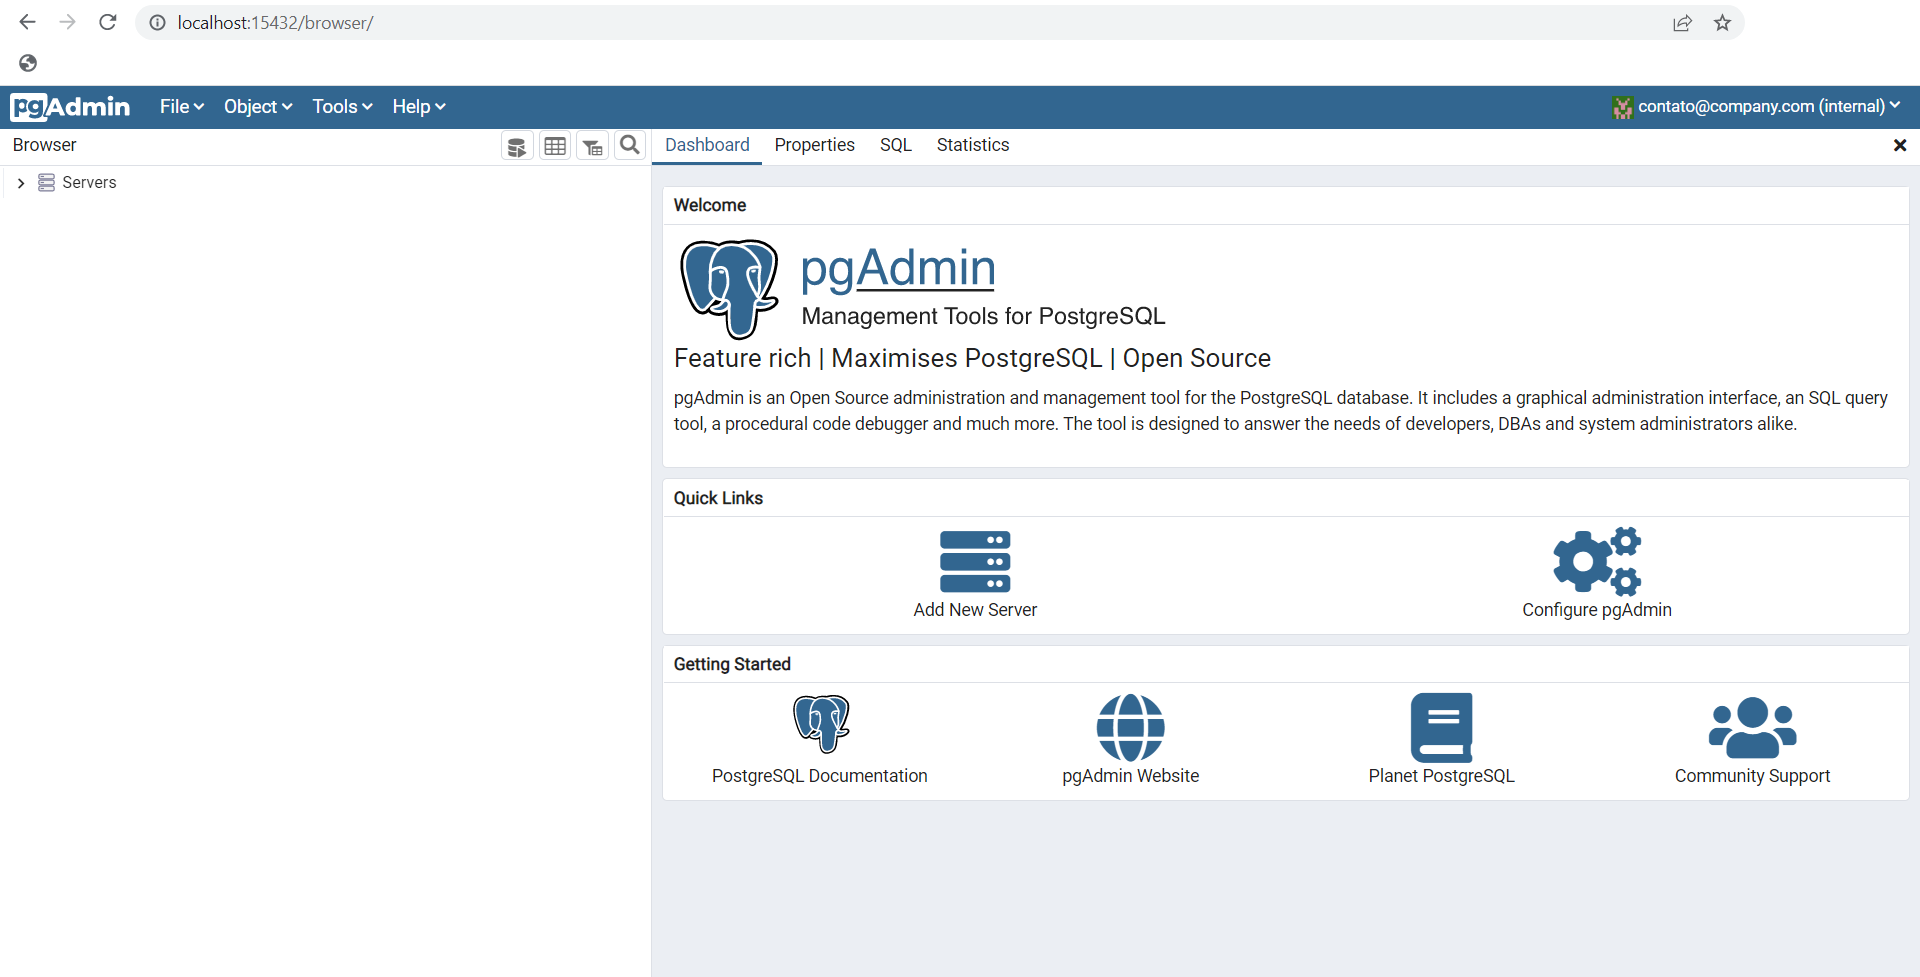 localhost:15432/browser/
pgAdmin File Object Tools Help contato@company.com (internal)
Browser Dashboard Properties SQL Statistics
Servers
Welcome
pgAdmin
Management Tools for PostgreSQL
Feature rich | Maximises PostgreSQL | Open Source
pgAdmin is an Open Source administration and management tool for the PostgreSQL database. It includes a graphical administration interface, an SQL query
tool, a procedural code debugger and much more. The tool is designed to answer the needs of developers, DBAs and system administrators alike.
Quick Links
Add New Server Configure pgAdmin
Getting Started
PostgreSQL Documentation pgAdmin Website Planet PostgreSQL Community Support